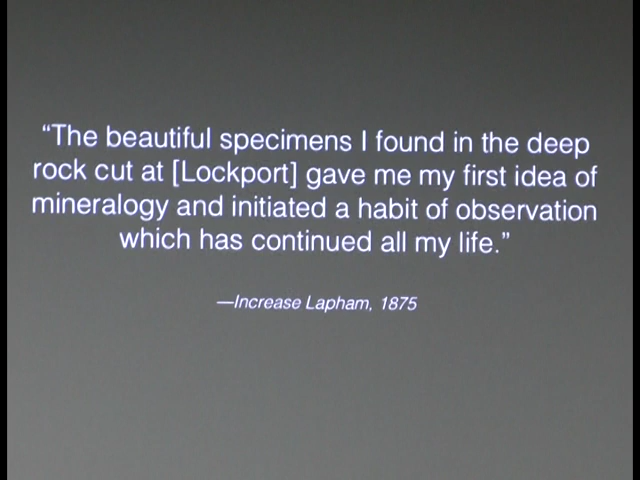 “The beautiful specimens I found in the deep
rock cut at [Lockport] gave me my first idea of
mineralogy and initiated a habit of observation
which has continued all my life.”
—Increase Lapham, 1875